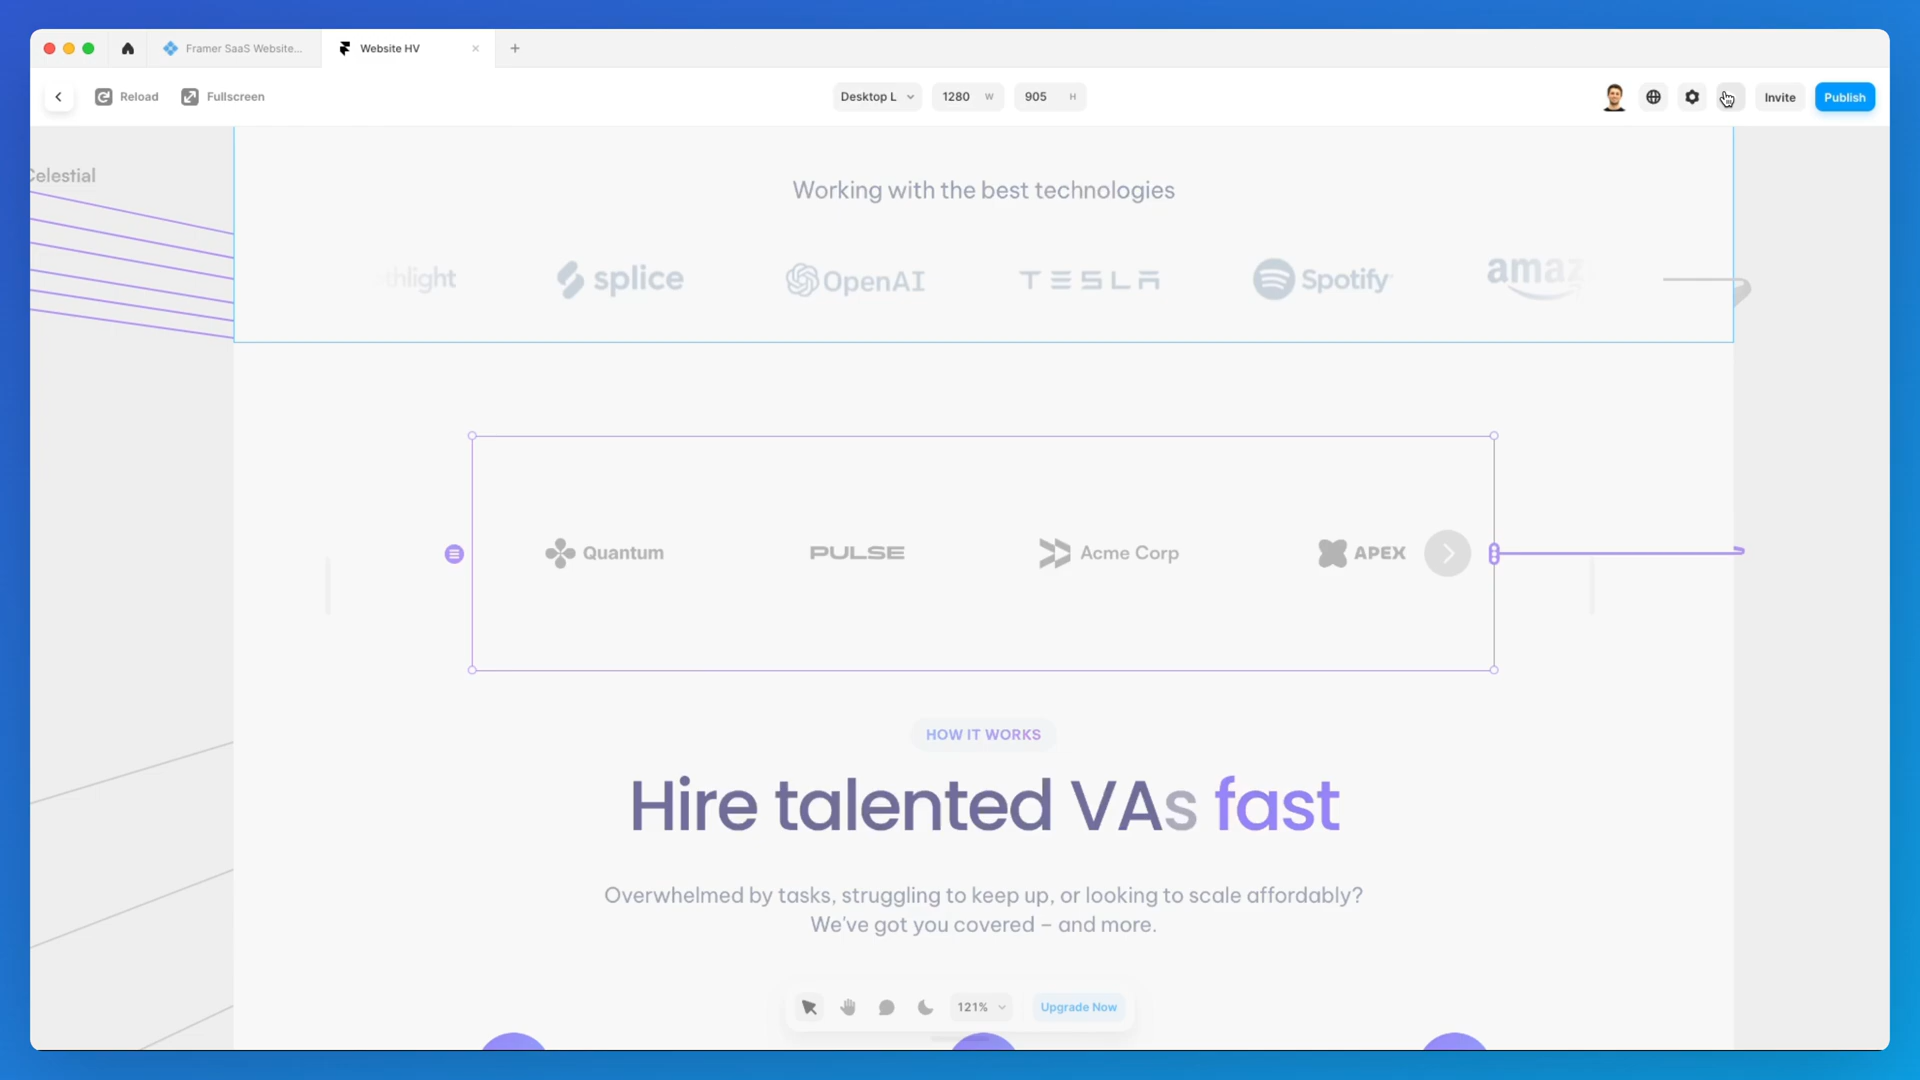 Framer SaaS Website...
Website HV
Reload
Fullscreen
Desktop L
1280 W
905 H
Invite
Publish
Celestial
Working with the best technologies
thlight
splice
OpenAI
TESLA
Spotify
amaz
Quantum
PULSE
Acme Corp
APEX
HOW IT WORKS
Hire talented VAs fast
Overwhelmed by tasks, struggling to keep up, or looking to scale affordably?
We've got you covered – and more.
121%
Upgrade Now